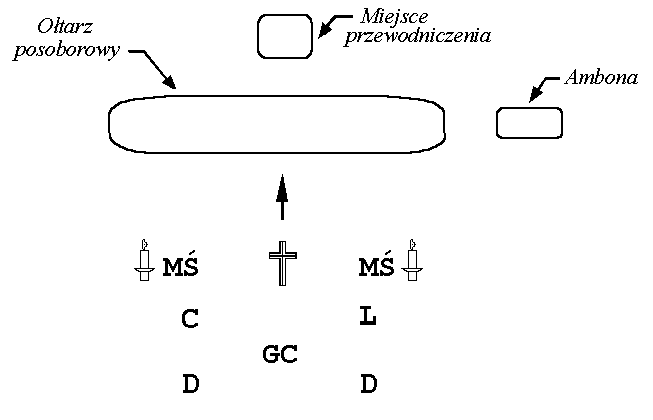 Miejsce
przewodniczenia
Ołtarz
posoborowy
Ambona
MŚ MŚ
C L
GC
D D